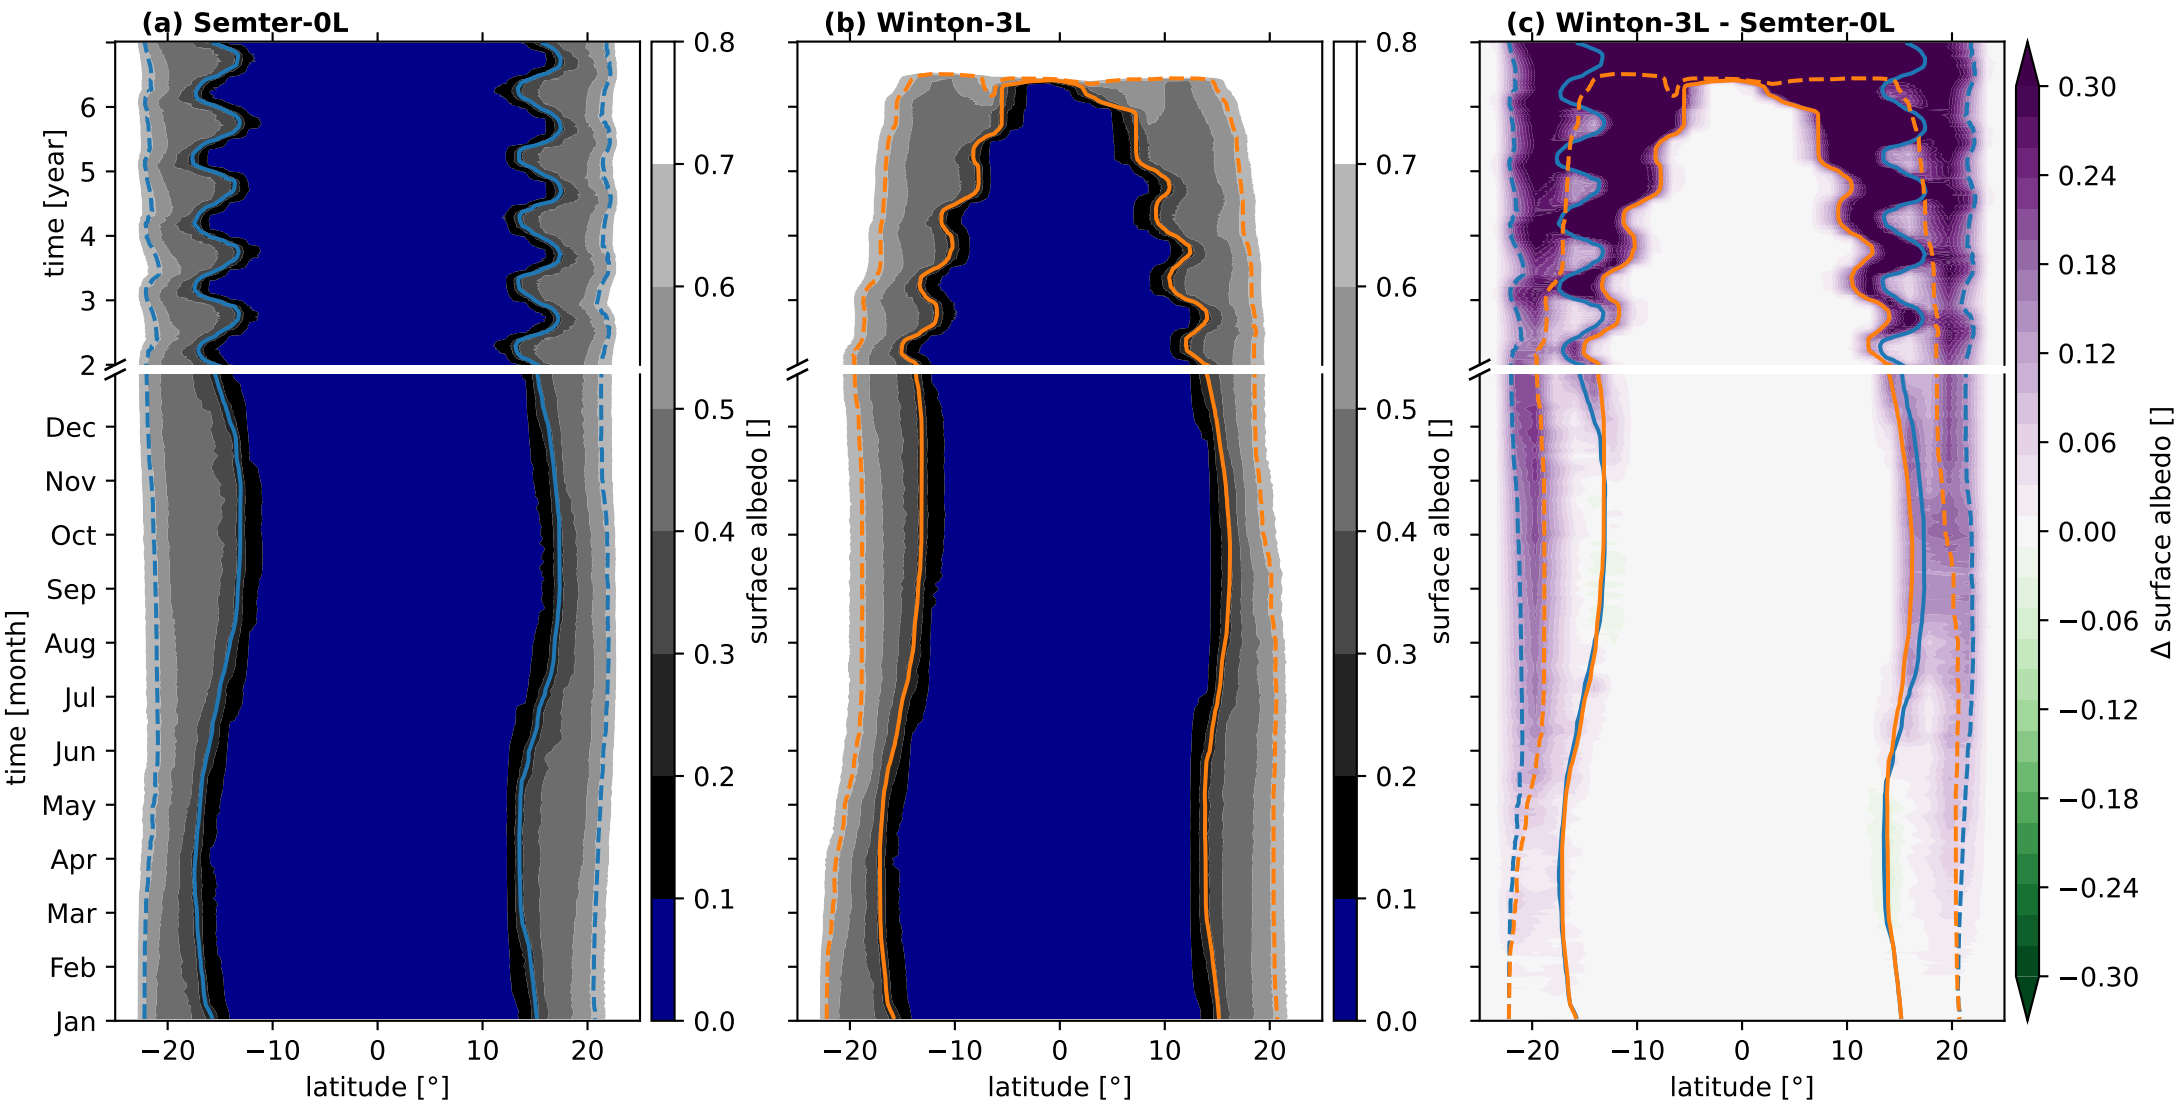 (a) Semter-0L
(b) Winton-3L
(c) Winton-3L - Semter-0L
time [year]
6
5
4
3
2
time [month]
Dec
Nov
Oct
Sep
Aug
Jul
Jun
May
Apr
Mar
Feb
Jan
−20 −10 0 10 20
latitude [°]
0.8
0.7
0.6
0.5
0.4
0.3
0.2
0.1
0.0
surface albedo []
−20 −10 0 10 20
latitude [°]
0.8
0.7
0.6
0.5
0.4
0.3
0.2
0.1
0.0
surface albedo []
−20 −10 0 10 20
latitude [°]
0.30
0.24
0.18
0.12
0.06
0.00
−0.06
−0.12
−0.18
−0.24
−0.30
Δ surface albedo []